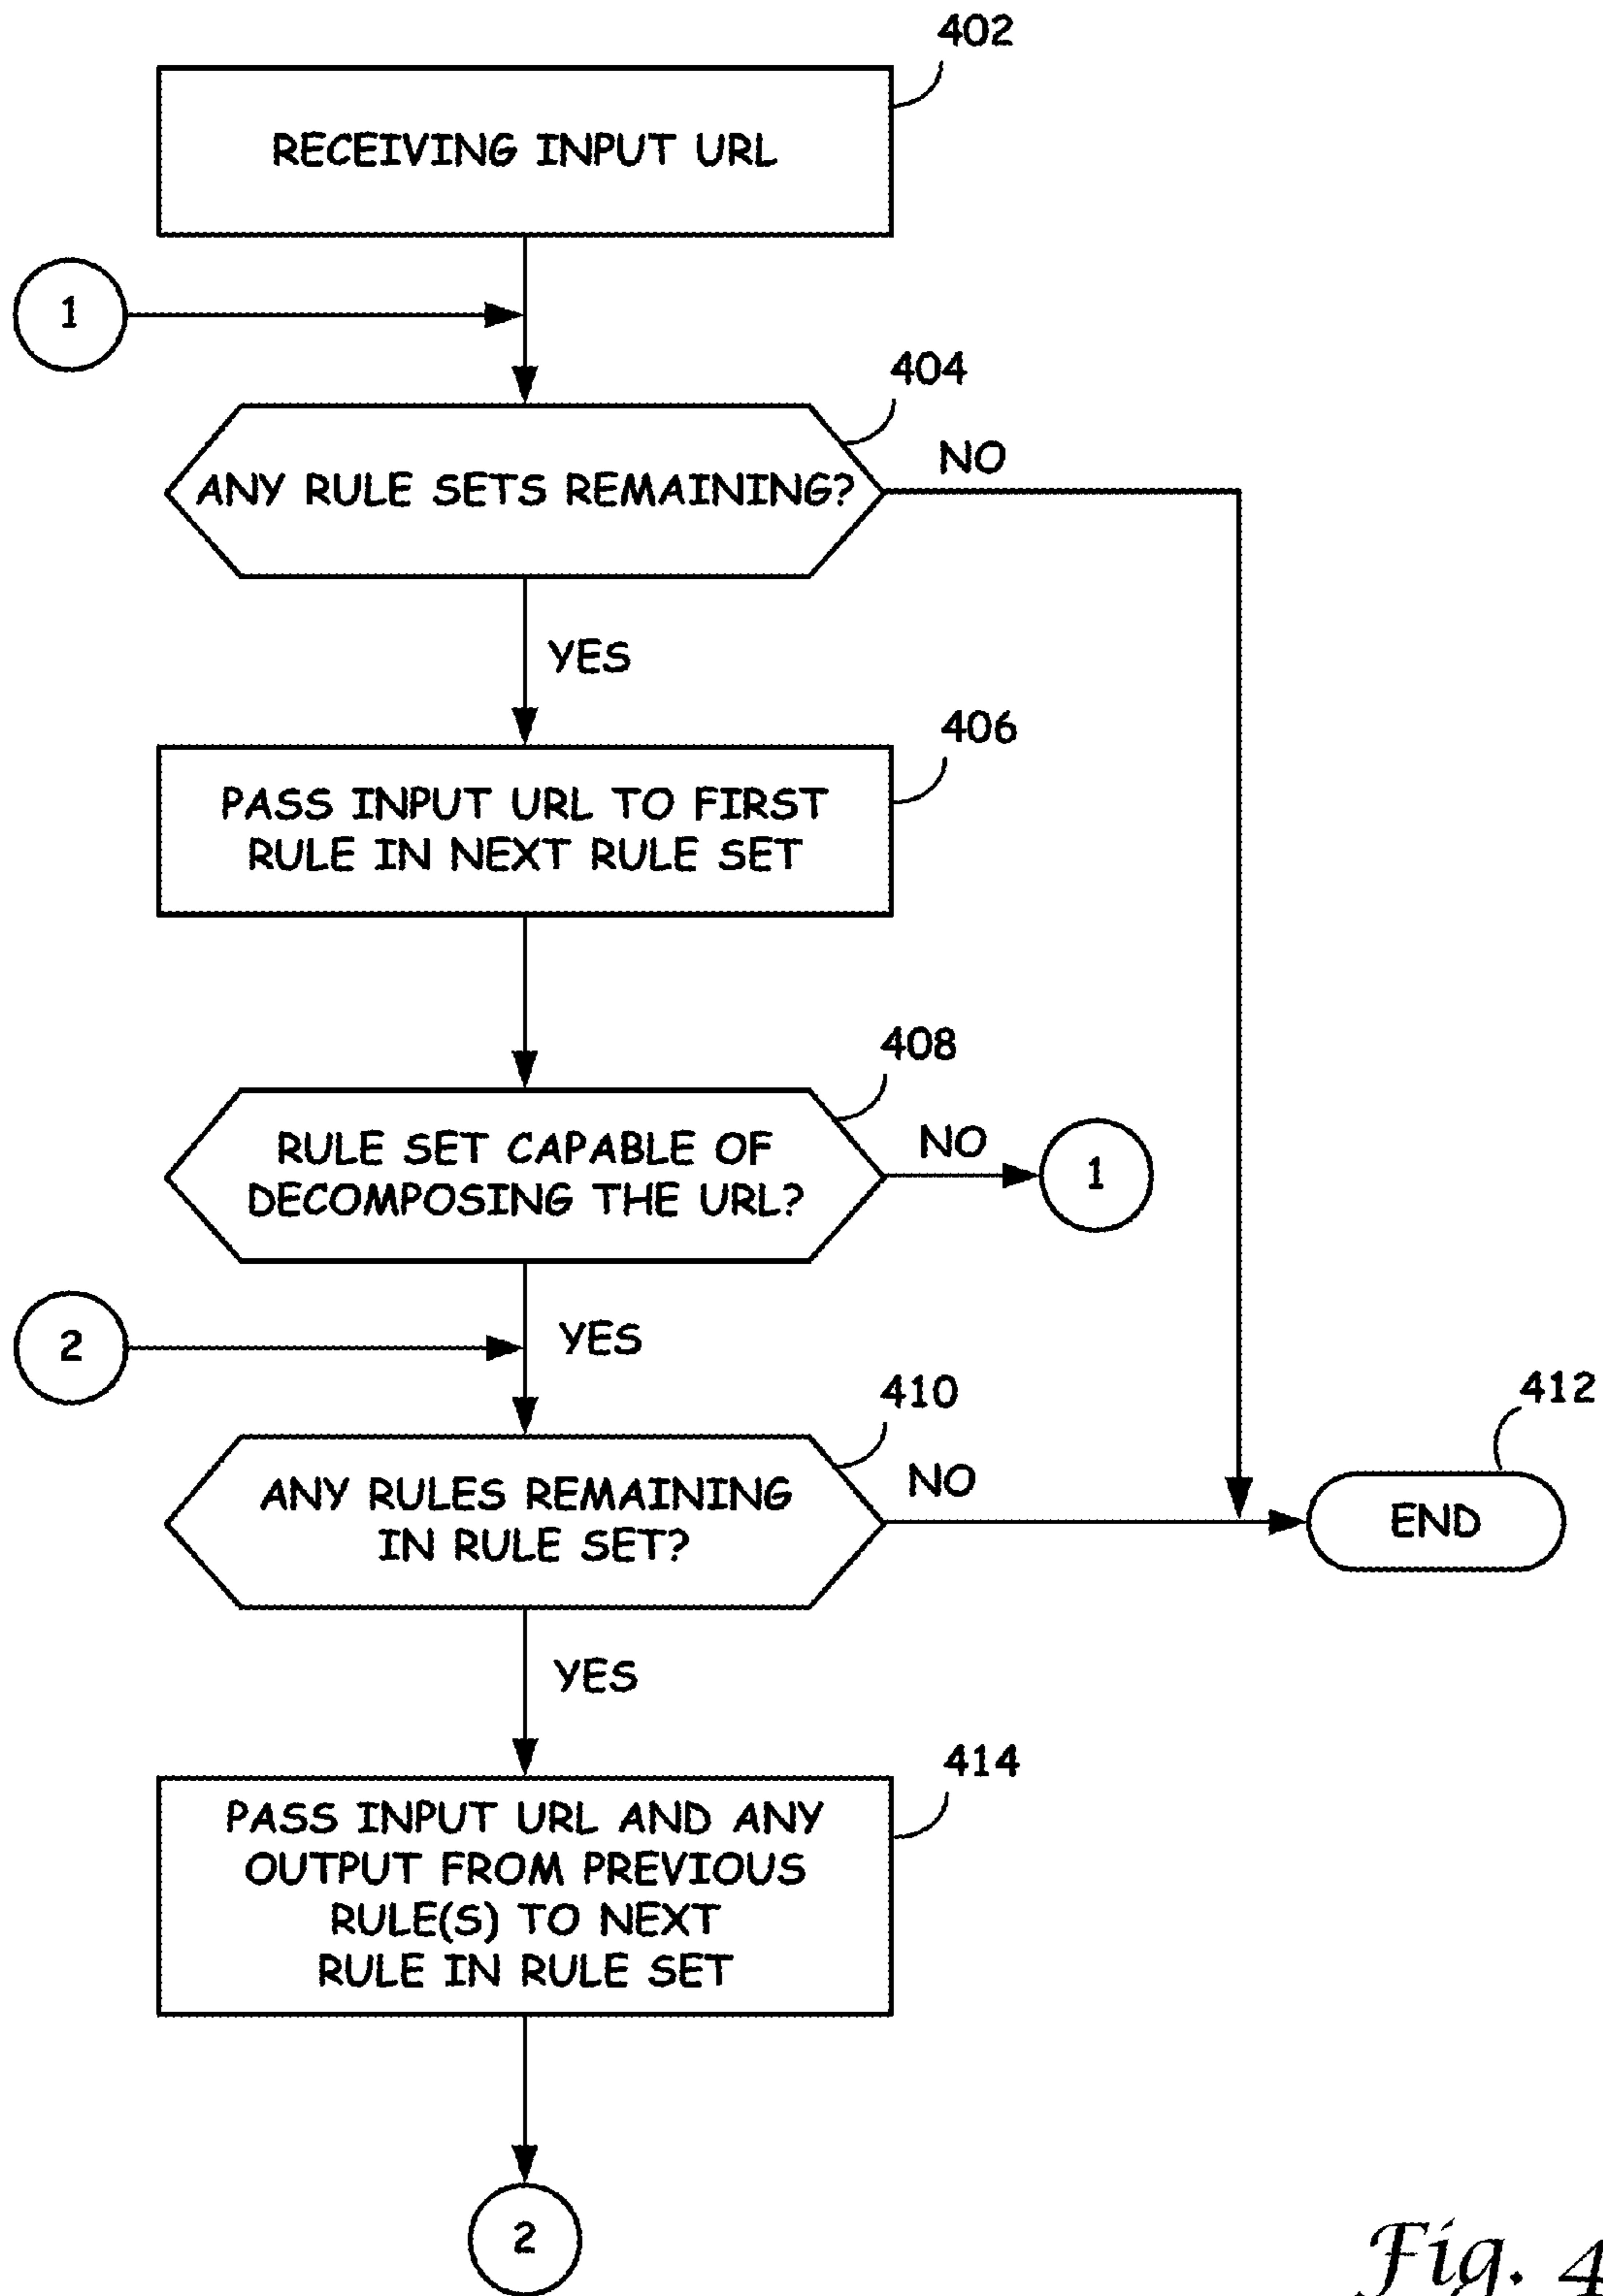 402
RECEIVING INPUT URL
1
404
ANY RULE SETS REMAINING?
NO
YES
406
PASS INPUT URL TO FIRST
RULE IN NEXT RULE SET
408
RULE SET CAPABLE OF
DECOMPOSING THE URL?
NO
1
2
YES
410
412
ANY RULES REMAINING
IN RULE SET?
NO
END
YES
414
PASS INPUT URL AND ANY
OUTPUT FROM PREVIOUS
RULE(S) TO NEXT
RULE IN RULE SET
2
Fig. 4